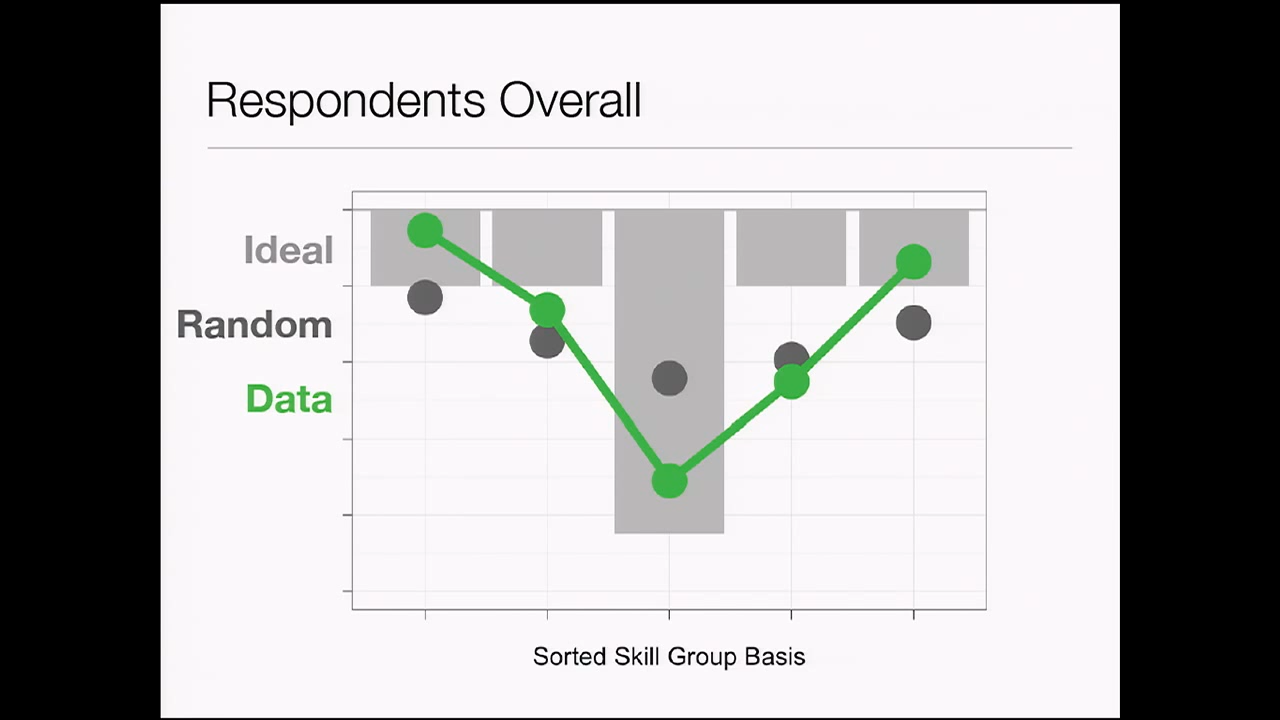 Respondents Overall
Ideal
Random
Data
Sorted Skill Group Basis